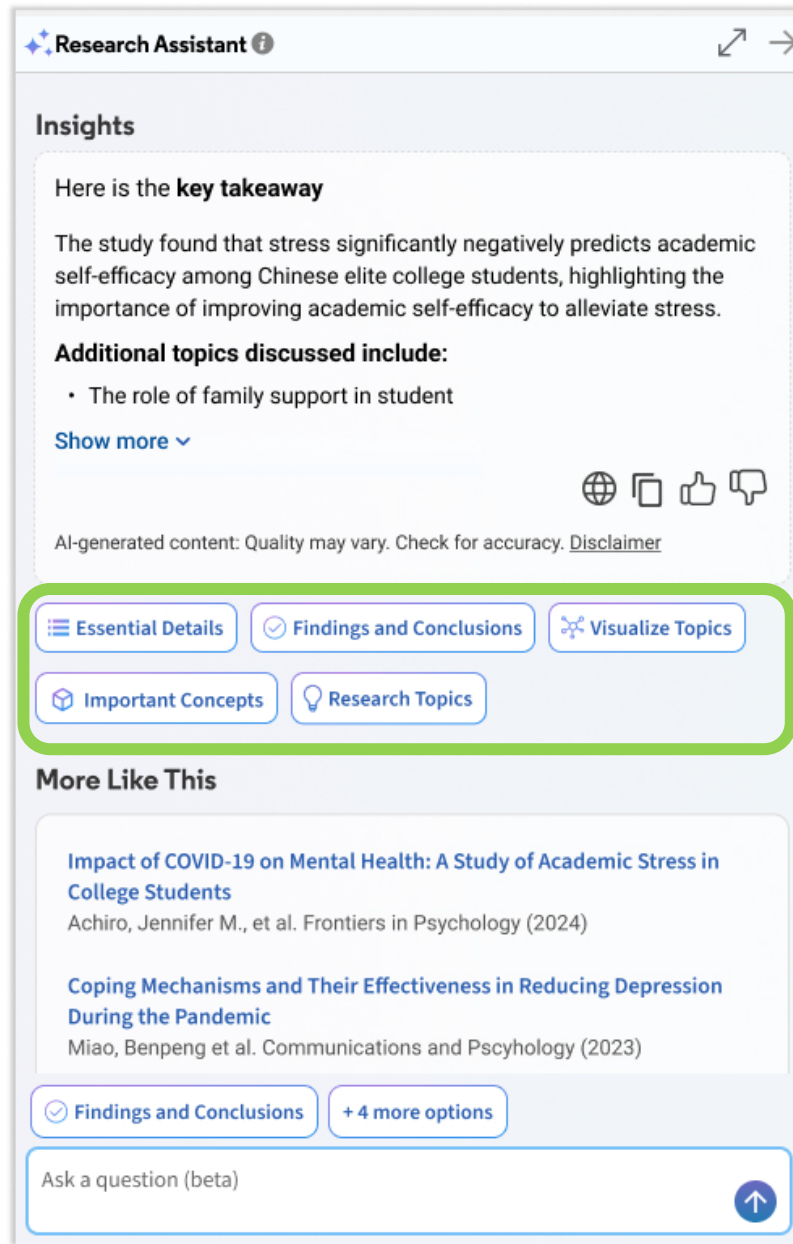 Research Assistant
Insights
Here is the key takeaway
The study found that stress significantly negatively predicts academic
self-efficacy among Chinese elite college students, highlighting the
importance of improving academic self-efficacy to alleviate stress.
Additional topics discussed include:
• The role of family support in student
Show more
AI-generated content: Quality may vary. Check for accuracy. Disclaimer
Essential Details Findings and Conclusions Visualize Topics
Important Concepts Research Topics
More Like This
Impact of COVID-19 on Mental Health: A Study of Academic Stress in
College Students
Achiro, Jennifer M., et al. Frontiers in Psychology (2024)
Coping Mechanisms and Their Effectiveness in Reducing Depression
During the Pandemic
Miao, Benpeng et al. Communications and Pscyhology (2023)
Findings and Conclusions + 4 more options
Ask a question (beta)